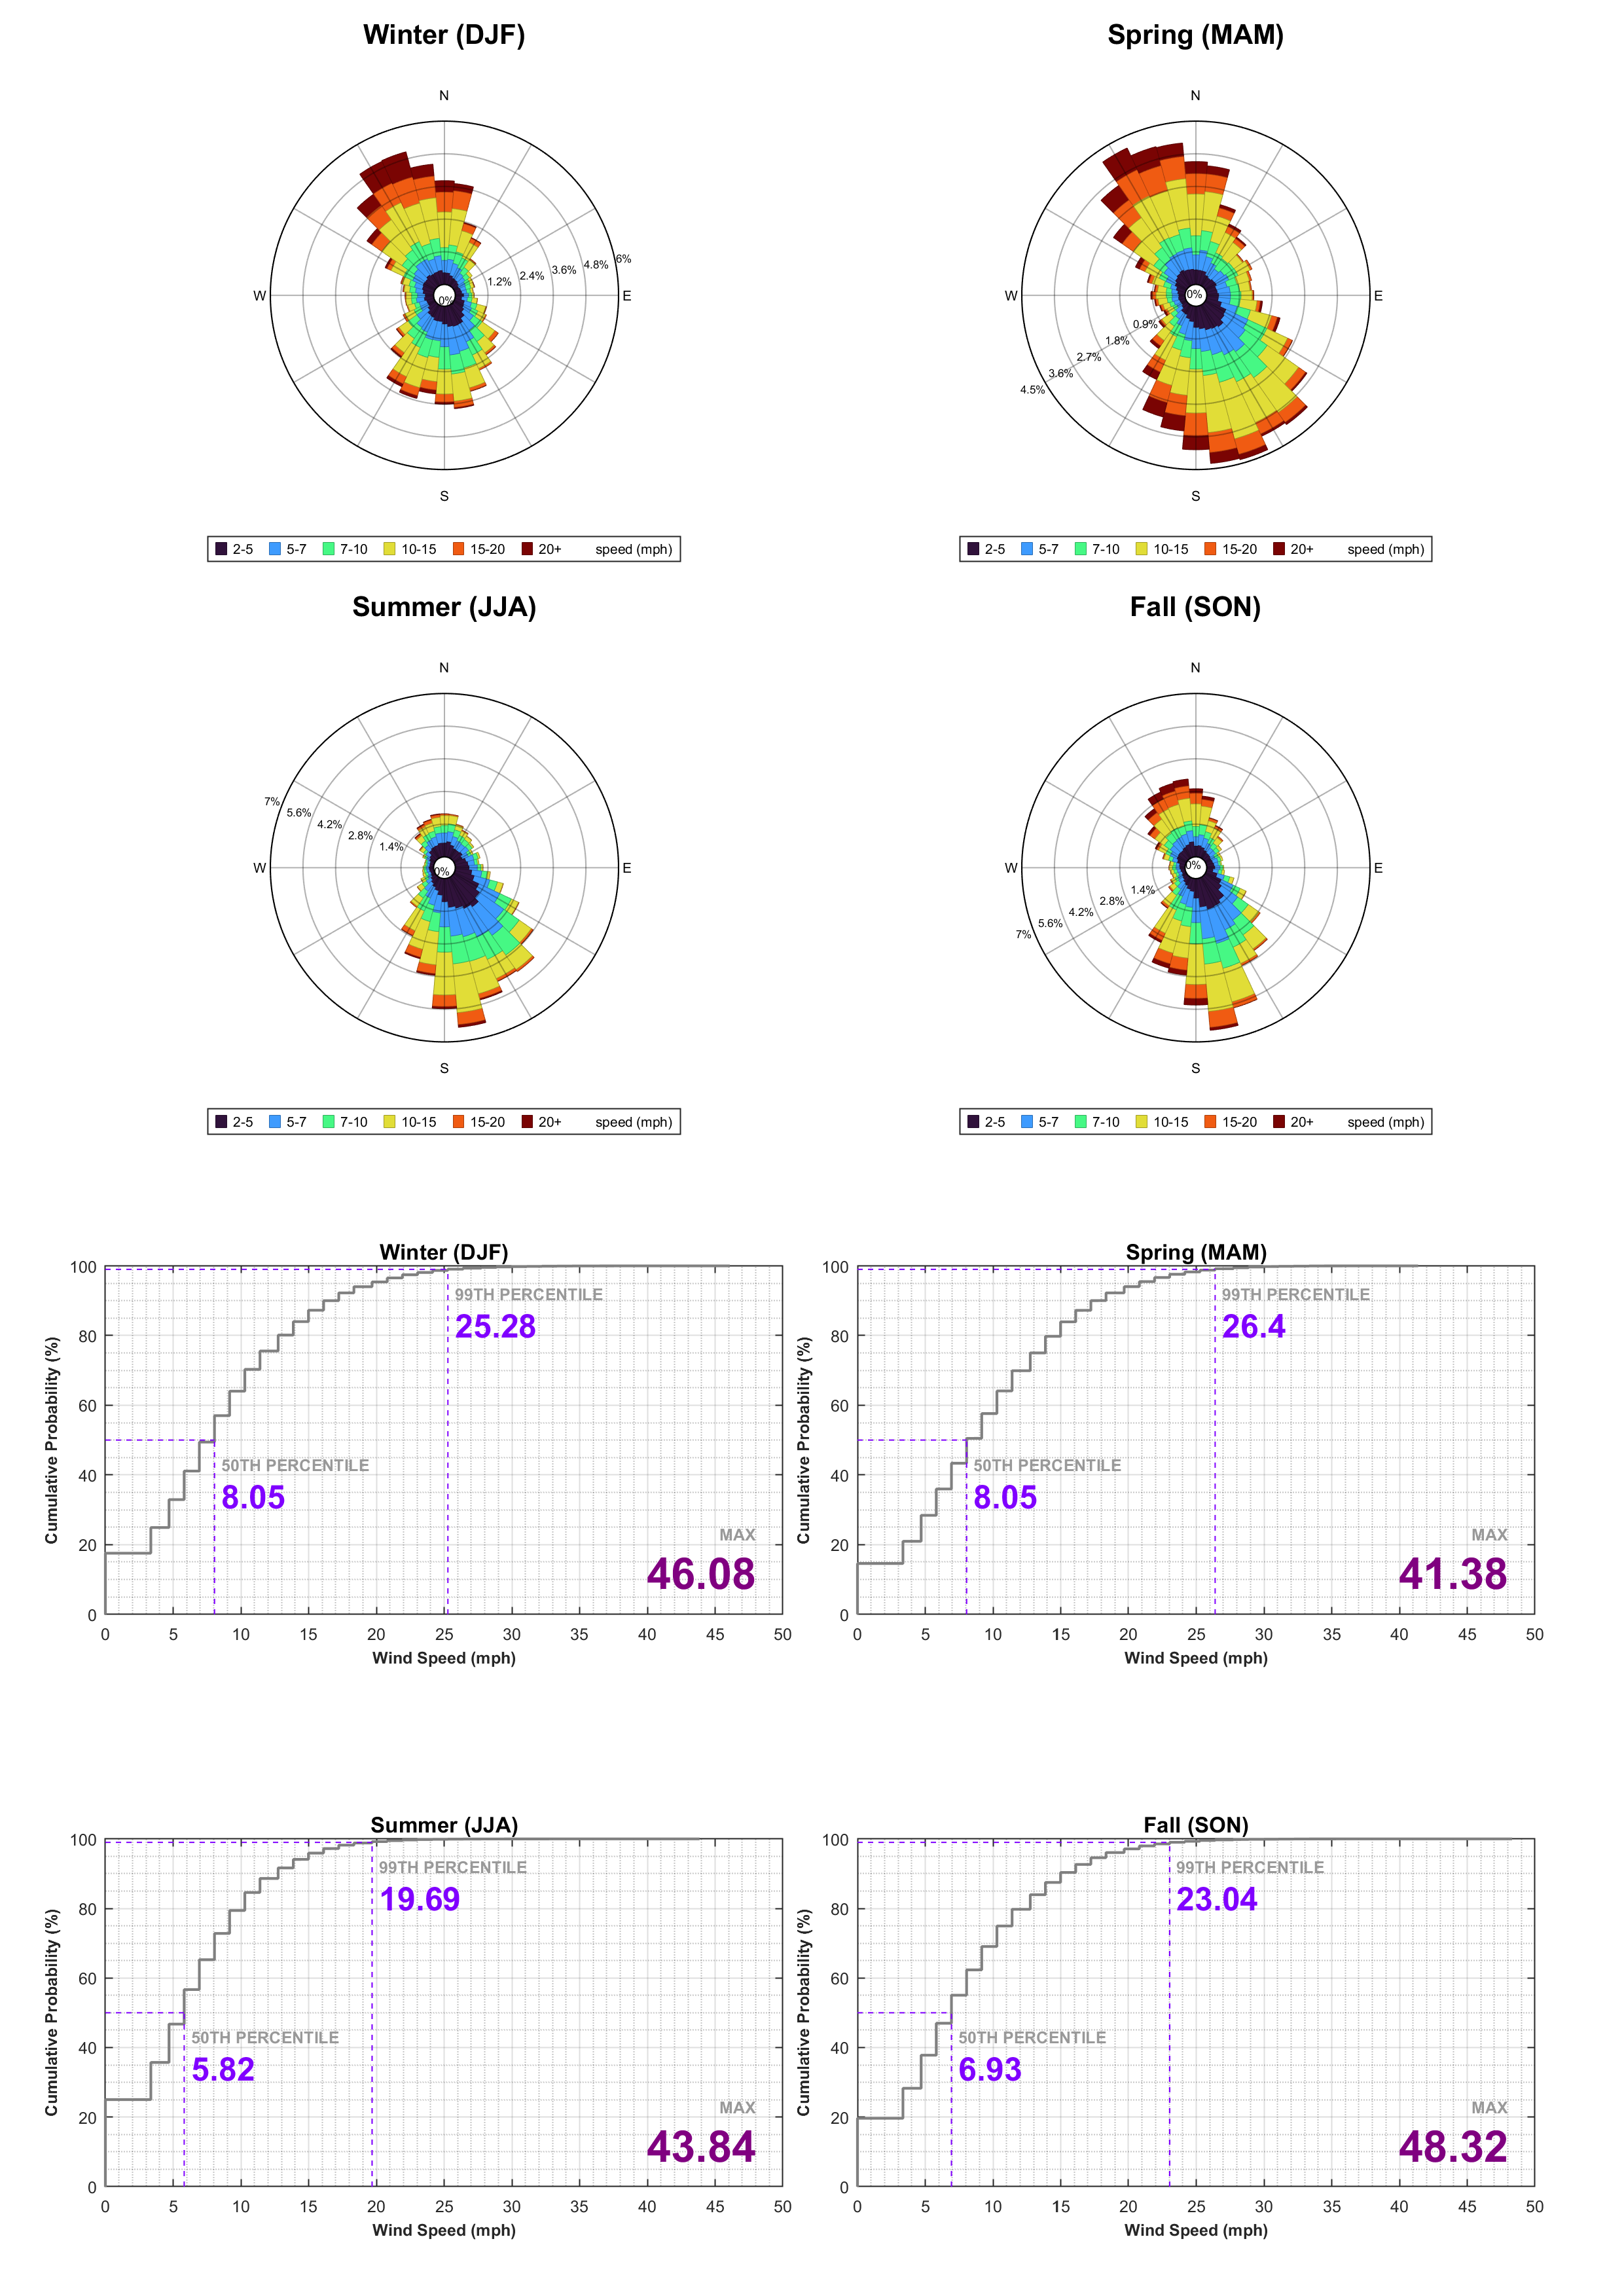 Winter (DJF)
Spring (MAM)
N
N
6%
4.8%
3.6%
2.4%
1.2%
0%
W
E
S
W
E
0%
0.9%
1.8%
2.7%
3.6%
4.5%
S
2-5 5-7 7-10 10-15 15-20 20+ speed (mph)
2-5 5-7 7-10 10-15 15-20 20+ speed (mph)
Summer (JJA)
Fall (SON)
N
N
7%
5.6%
4.2%
2.8%
1.4%
0%
W
E
S
W
E
0%
1.4%
2.8%
4.2%
5.6%
7%
S
2-5 5-7 7-10 10-15 15-20 20+ speed (mph)
2-5 5-7 7-10 10-15 15-20 20+ speed (mph)
Winter (DJF)
100
80
60
40
20
0
Cumulative Probability (%)
99TH PERCENTILE
25.28
50TH PERCENTILE
8.05
MAX
46.08
0 5 10 15 20 25 30 35 40 45 50
Wind Speed (mph)
Spring (MAM)
100
80
60
40
20
0
Cumulative Probability (%)
99TH PERCENTILE
26.4
50TH PERCENTILE
8.05
MAX
41.38
0 5 10 15 20 25 30 35 40 45 50
Wind Speed (mph)
Summer (JJA)
100
80
60
40
20
0
Cumulative Probability (%)
99TH PERCENTILE
19.69
50TH PERCENTILE
5.82
MAX
43.84
0 5 10 15 20 25 30 35 40 45 50
Wind Speed (mph)
Fall (SON)
100
80
60
40
20
0
Cumulative Probability (%)
99TH PERCENTILE
23.04
50TH PERCENTILE
6.93
MAX
48.32
0 5 10 15 20 25 30 35 40 45 50
Wind Speed (mph)